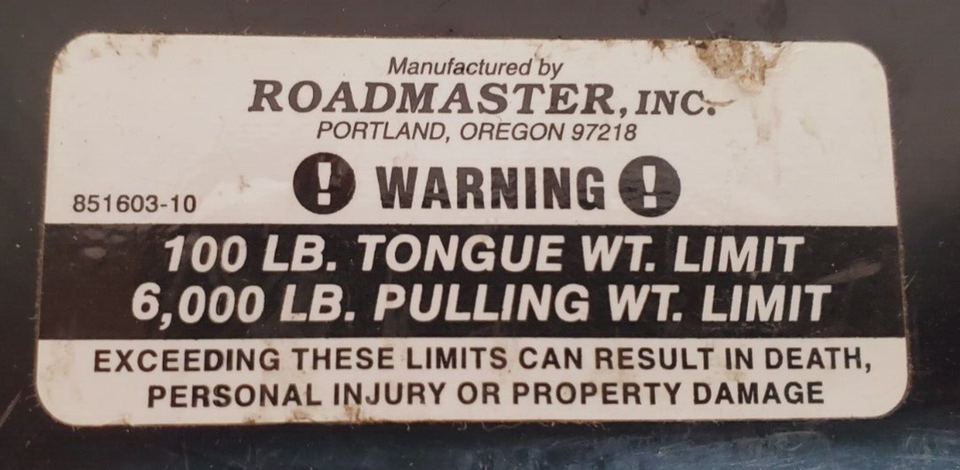 Manufactured by
ROADMASTER, INC.
PORTLAND, OREGON 97218
! WARNING !
851603-10
100 LB. TONGUE WT. LIMIT
6,000 LB. PULLING WT. LIMIT
EXCEEDING THESE LIMITS CAN RESULT IN DEATH,
PERSONAL INJURY OR PROPERTY DAMAGE